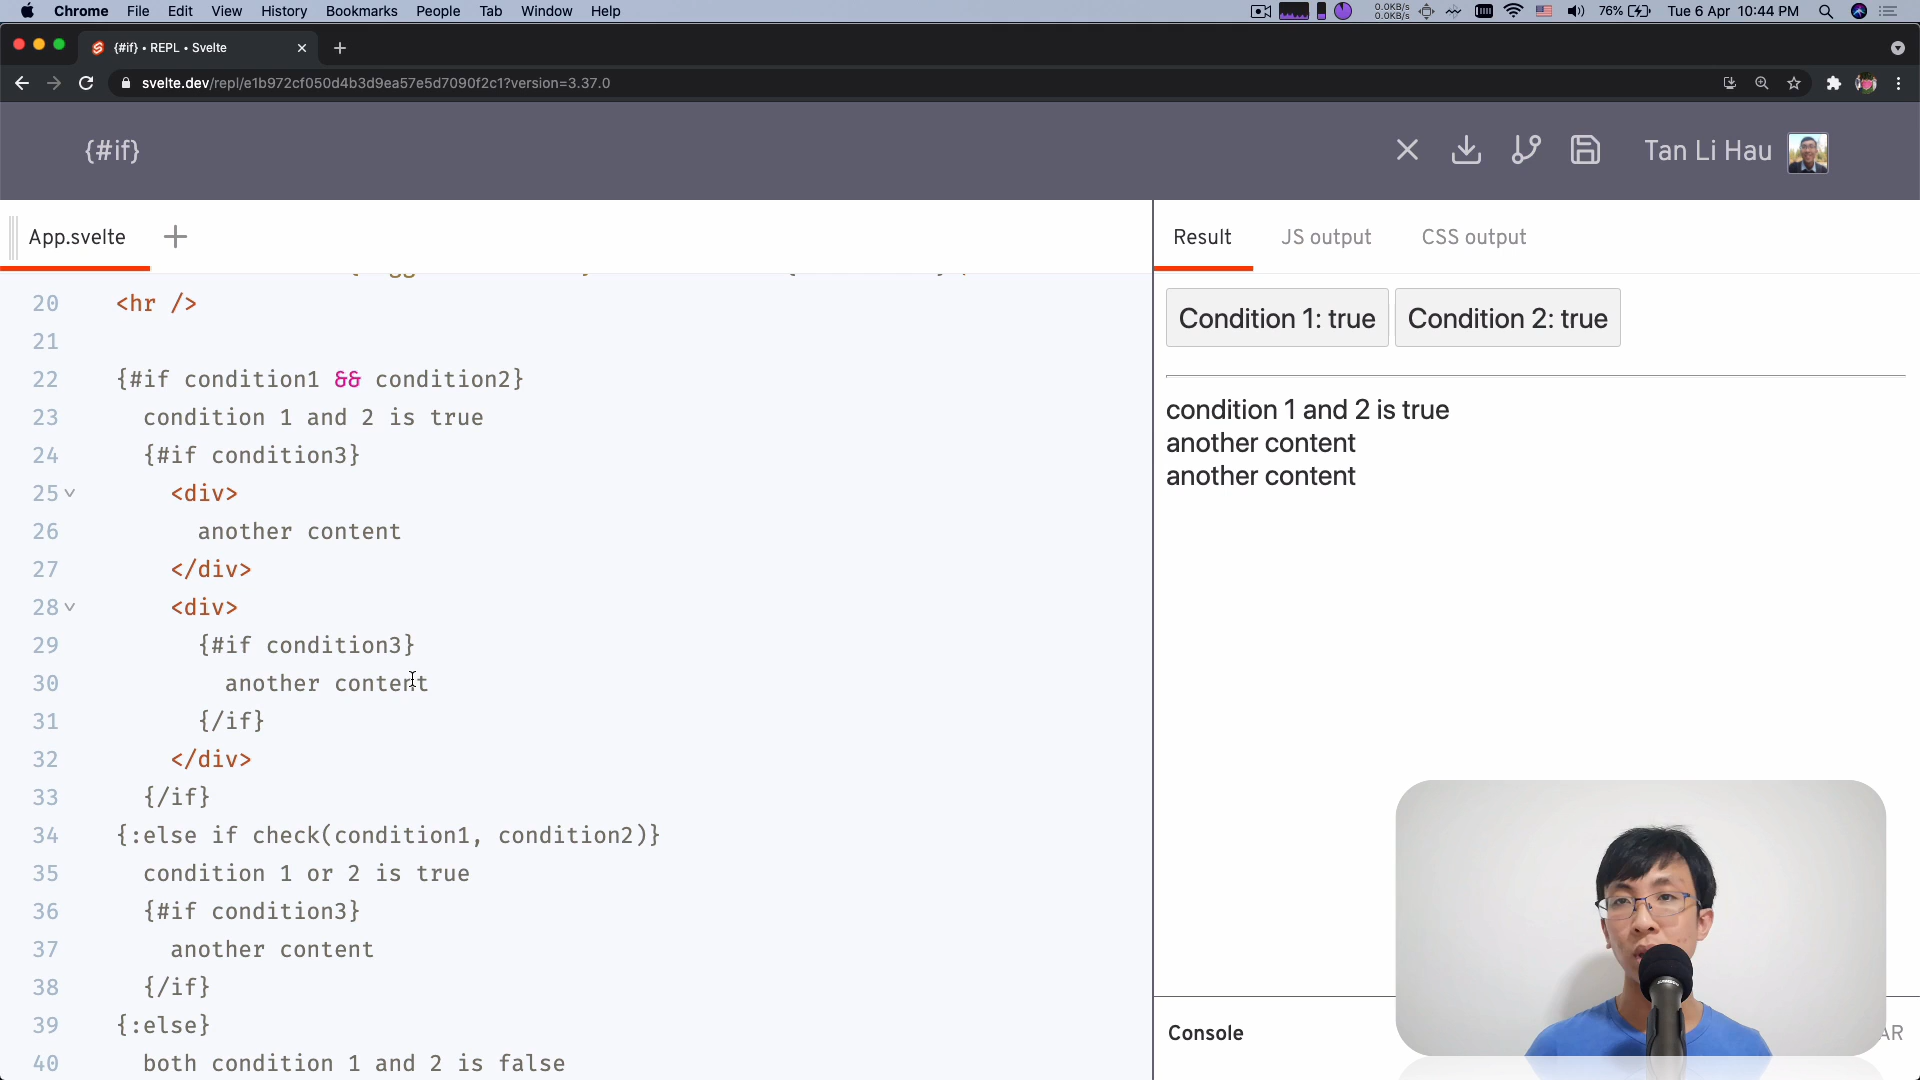 Chrome File Edit View History Bookmarks People Tab Window Help
0.0KB/s
0.0KB/s
76% Tue 6 Apr 10:44 PM
{#if} • REPL • Svelte
svelte.dev/repl/e1b972cf050d4b3d9ea57e5d7090f2c1?version=3.37.0
{#if}
Tan Li Hau
App.svelte
20 <hr />
21
22 {#if condition1 && condition2}
23 condition 1 and 2 is true
24 {#if condition3}
25 <div>
26 another content
27 </div>
28 <div>
29 {#if condition3}
30 another content
31 {/if}
32 </div>
33 {/if}
34 {:else if check(condition1, condition2)}
35 condition 1 or 2 is true
36 {#if condition3}
37 another content
38 {/if}
39 {:else}
40 both condition 1 and 2 is false
Result JS output CSS output
Condition 1: true Condition 2: true
condition 1 and 2 is true
another content
another content
Console